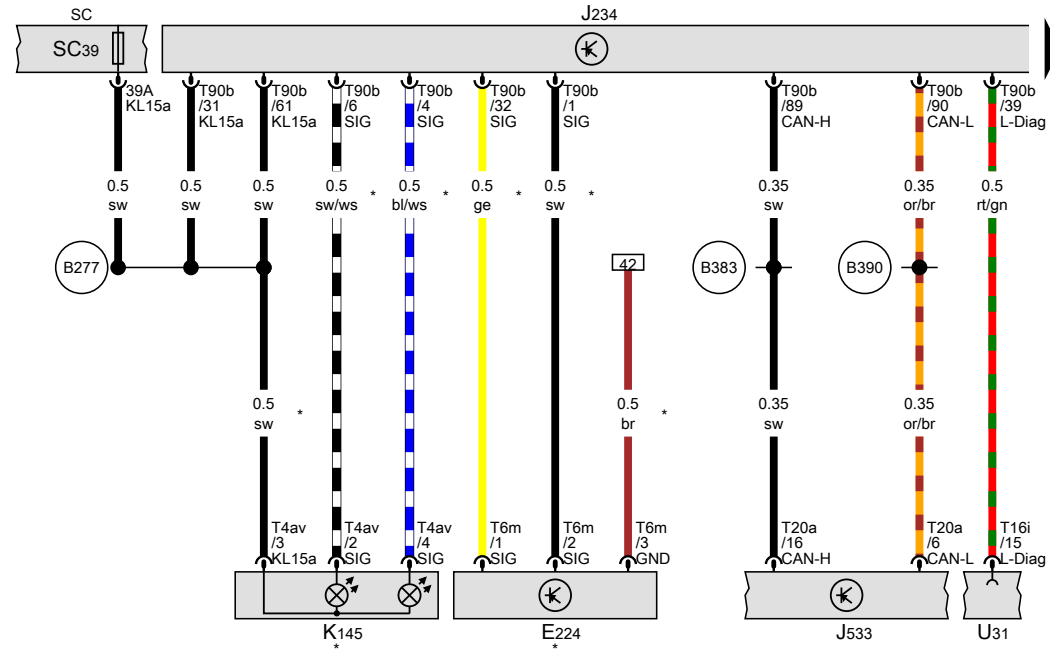 SC
J234
SC39
39A
KL15a
T90b
/31
KL15a
T90b
/61
KL15a
T90b
/6
SIG
T90b
/4
SIG
T90b
/32
SIG
T90b
/1
SIG
T90b
/89
CAN-H
T90b
/90
CAN-L
T90b
/39
L-Diag
0.5
sw
0.5
sw
0.5
sw
0.5
sw/ws
*
0.5
bl/ws
*
0.5
ge
*
0.5
sw
*
0.35
sw
0.35
or/br
0.5
rt/gn
B277
42
B383
B390
0.5
sw
*
0.5
br
*
0.35
sw
0.35
or/br
T4av
/3
KL15a
T4av
/2
SIG
T4av
/4
SIG
T6m
/1
SIG
T6m
/2
SIG
T6m
/3
GND
T20a
/16
CAN-H
T20a
/6
CAN-L
T16i
/15
L-Diag
K145
*
E224
*
J533
U31